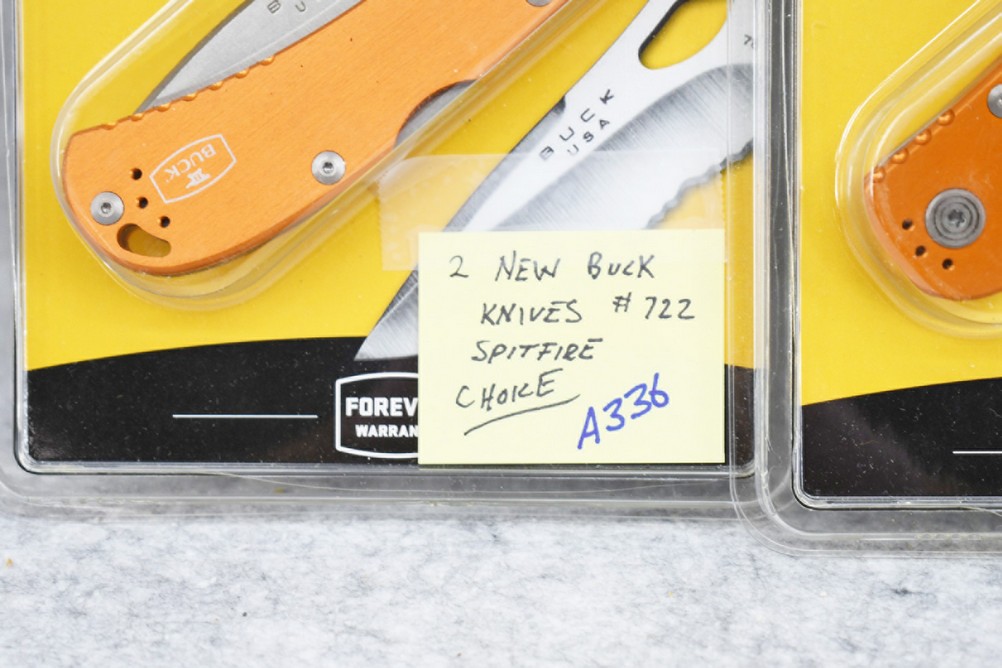 BUCK
BUCK
USA
2 NEW BUCK
KNIVES #722
SPITFIRE
CHOICE
A336
FOREV
WARRAN